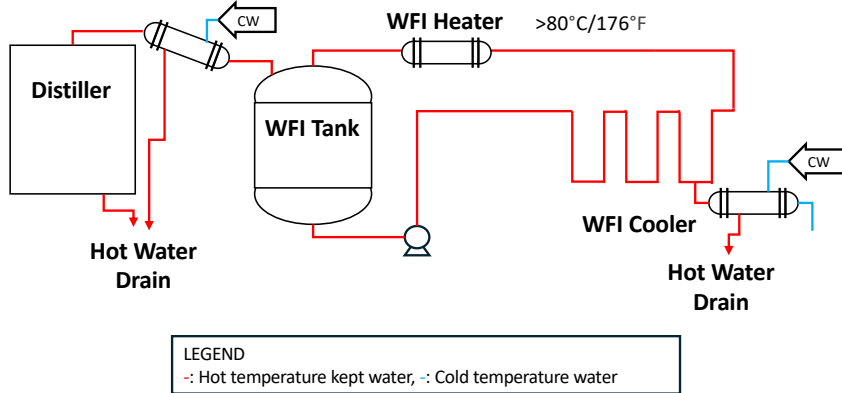 CW
WFI Heater
>80°C/176°F
Distiller
WFI Tank
CW
WFI Cooler
Hot Water
Drain
Hot Water
Drain
LEGEND
-: Hot temperature kept water, -: Cold temperature water